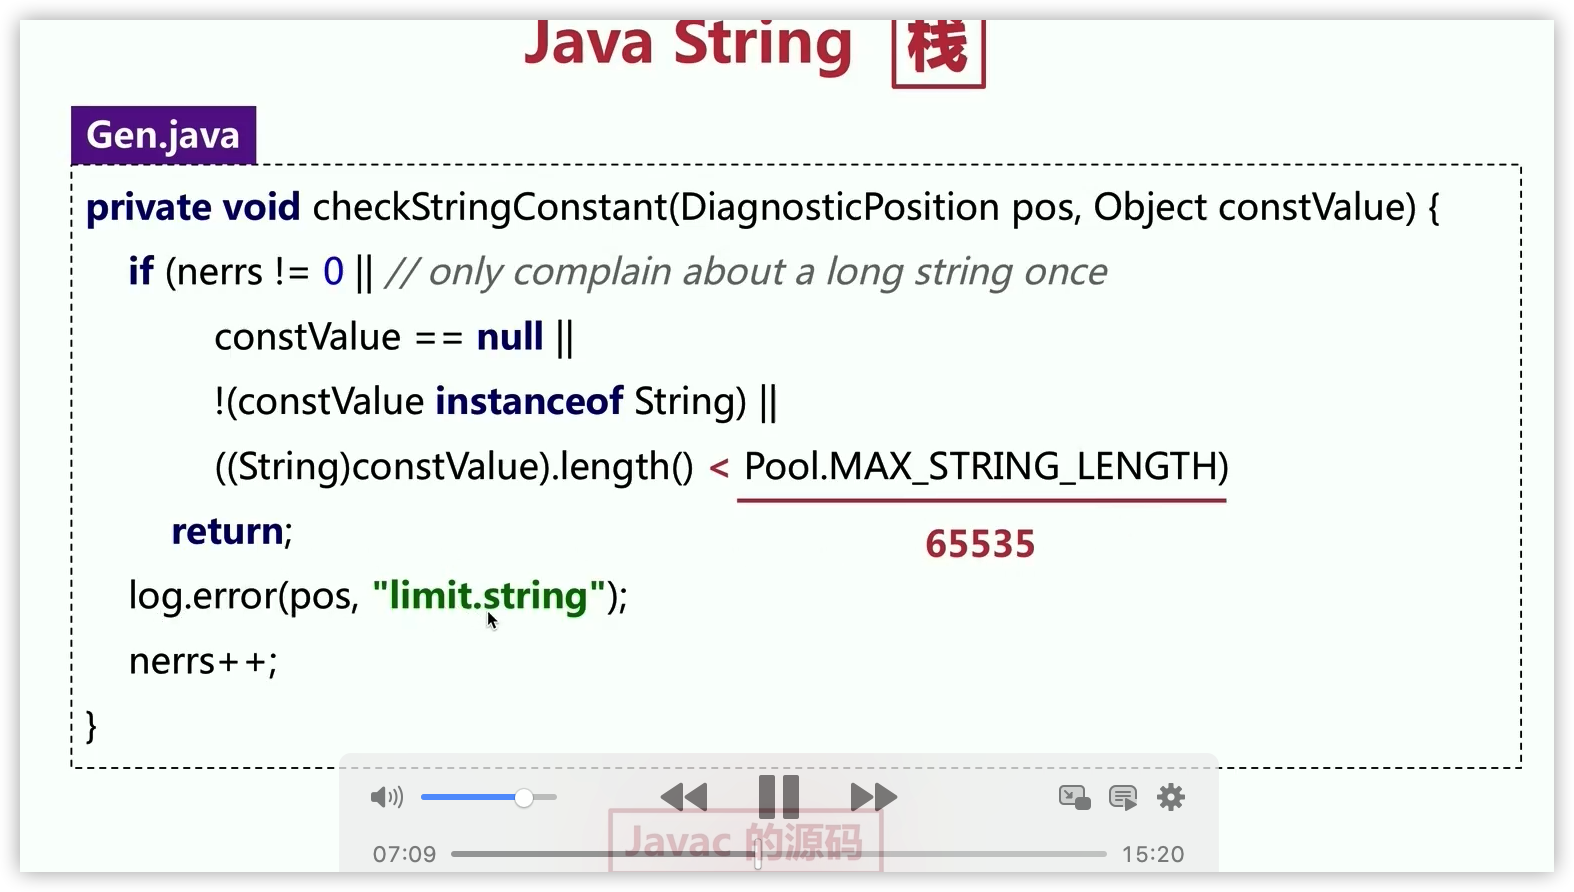 Java String 栈
Gen.java
private void checkStringConstant(DiagnosticPosition pos, Object constValue) {
if (nerrs != 0 || // only complain about a long string once
constValue == null ||
!(constValue instanceof String) ||
((String)constValue).length() < Pool.MAX_STRING_LENGTH)
65535
return;
log.error(pos, "limit.string");
nerrs++;
}
Javac 的源码
07:09
15:20